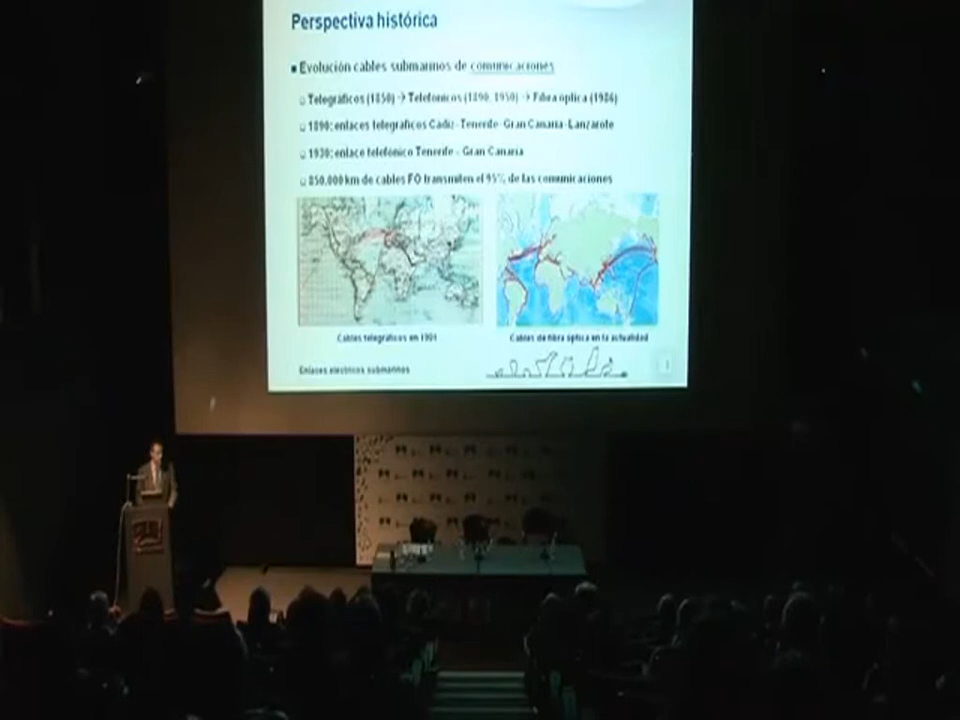 Perspectiva histórica
Evolución cables submarinos de comunicaciones
Telegráficos (1850) → Telefonicos (1890, 1950) → Fibra óptica (1986)
1890: enlaces telegráficos Cadiz- Tenerife- Gran Canaria- Lanzarote
1930: enlace telefónico Tenerife - Gran Canaria
850.000 km de cables FO transmiten el 95% de las comunicaciones
Cables telegráficos en 1901
Cables de fibra óptica en la actualidad
Enlaces electricos submarinos